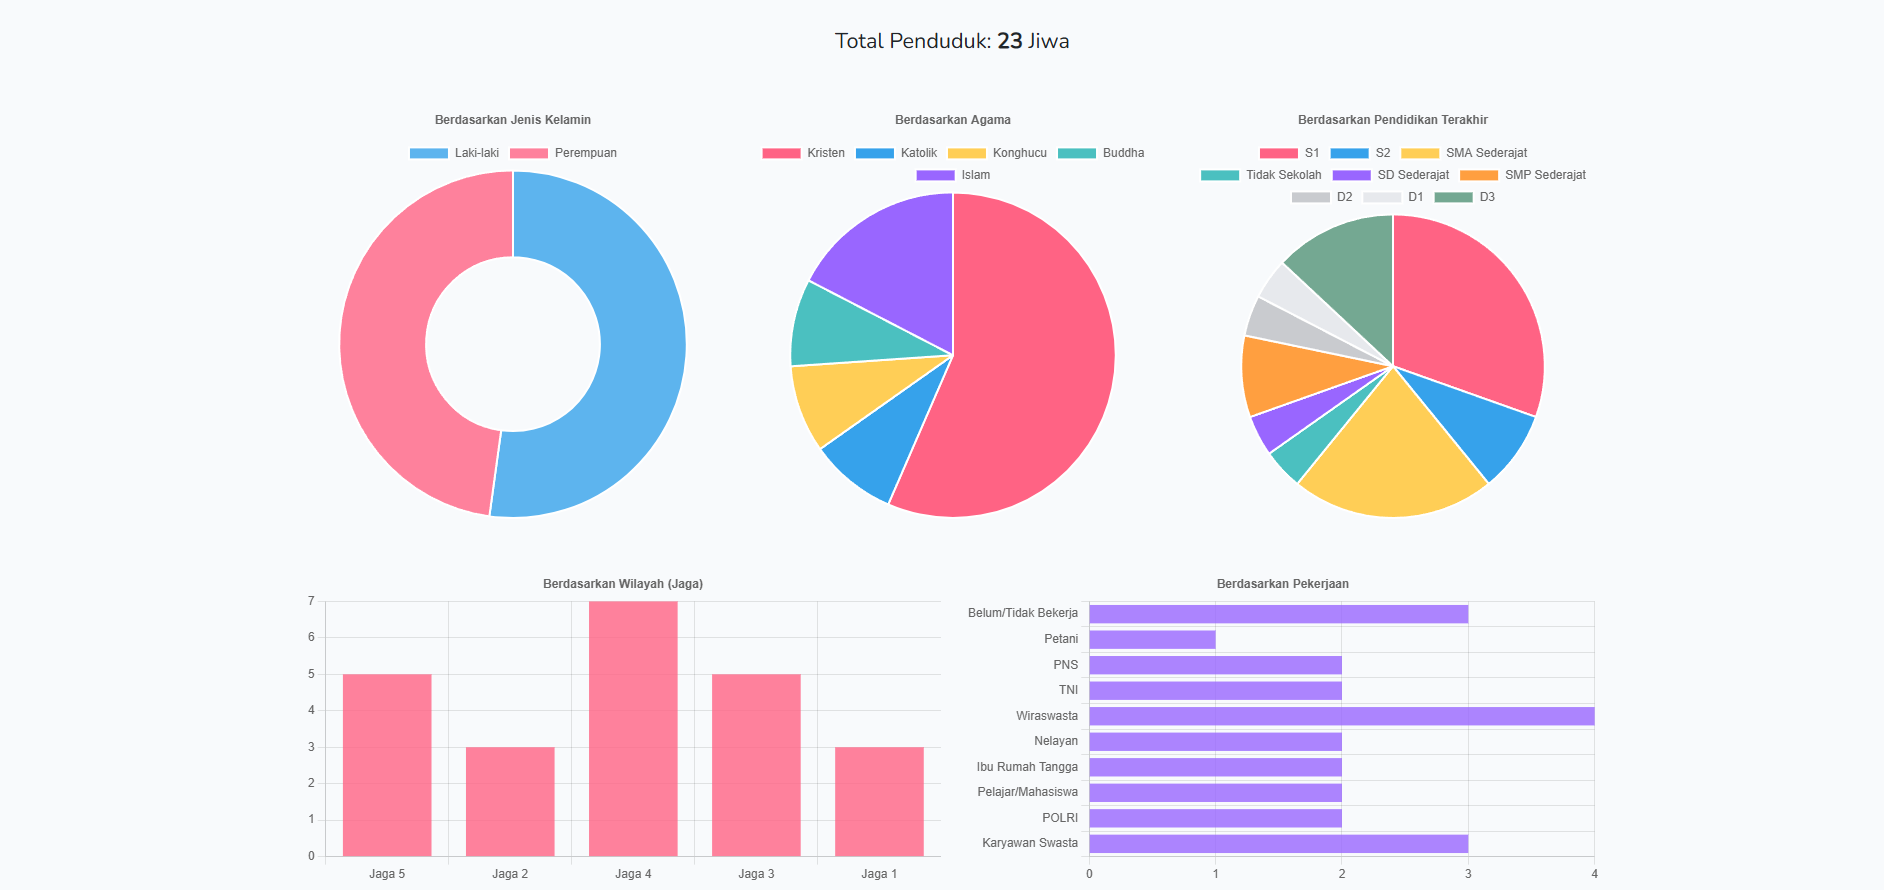 Total Penduduk: 23 Jiwa
Berdasarkan Jenis Kelamin
Laki-laki Perempuan
Berdasarkan Agama
Kristen Katolik Konghucu Buddha
Islam
Berdasarkan Pendidikan Terakhir
S1 S2 SMA Sederajat
Tidak Sekolah SD Sederajat SMP Sederajat
D2 D1 D3
Berdasarkan Wilayah (Jaga)
7
6
5
4
3
2
1
0
Jaga 5 Jaga 2 Jaga 4 Jaga 3 Jaga 1
Berdasarkan Pekerjaan
Belum/Tidak Bekerja
Petani
PNS
TNI
Wiraswasta
Nelayan
Ibu Rumah Tangga
Pelajar/Mahasiswa
POLRI
Karyawan Swasta
0 1 2 3 4